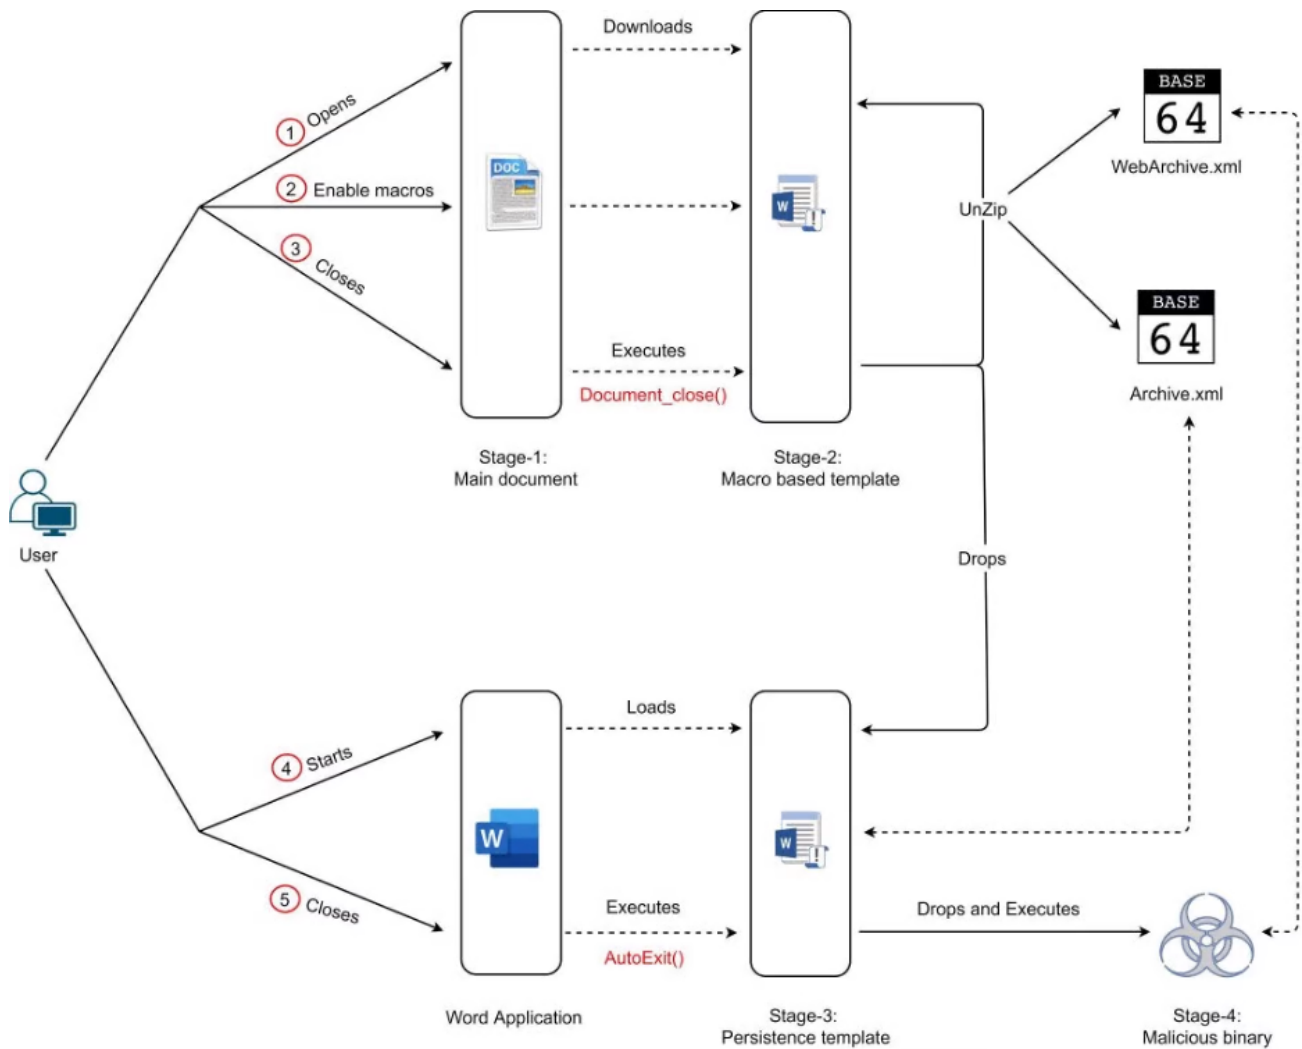 Downloads
BASE
64
WebArchive.xml
1 Opens
2 Enable macros
3 Closes
DOC
W
UnZip
BASE
64
Archive.xml
Executes
Document_close()
Stage-1:
Main document
Stage-2:
Macro based template
User
Drops
Loads
4 Starts
W
W
5 Closes
Executes
AutoExit()
Drops and Executes
Word Application
Stage-3:
Persistence template
Stage-4:
Malicious binary